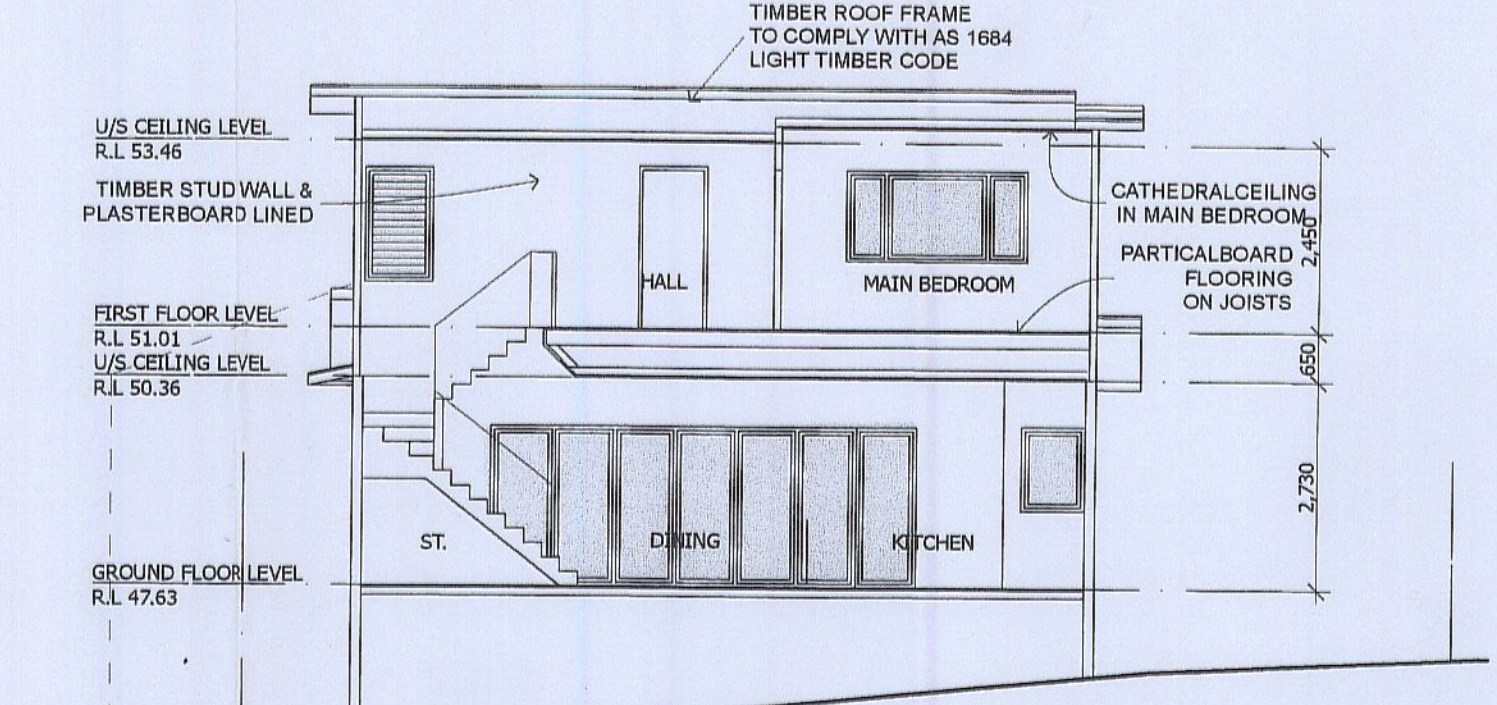 TIMBER ROOF FRAME
TO COMPLY WITH AS 1684
LIGHT TIMBER CODE
U/S CEILING LEVEL
R.L 53.46
TIMBER STUD WALL &
PLASTERBOARD LINED
CATHEDRALCEILING
IN MAIN BEDROOM
2,450
PARTICALBOARD
FLOORING
ON JOISTS
HALL
MAIN BEDROOM
FIRST FLOOR LEVEL
R.L 51.01
U/S CEILING LEVEL
R.L 50.36
650
2,730
ST.
DINING
KITCHEN
GROUND FLOOR LEVEL
R.L 47.63